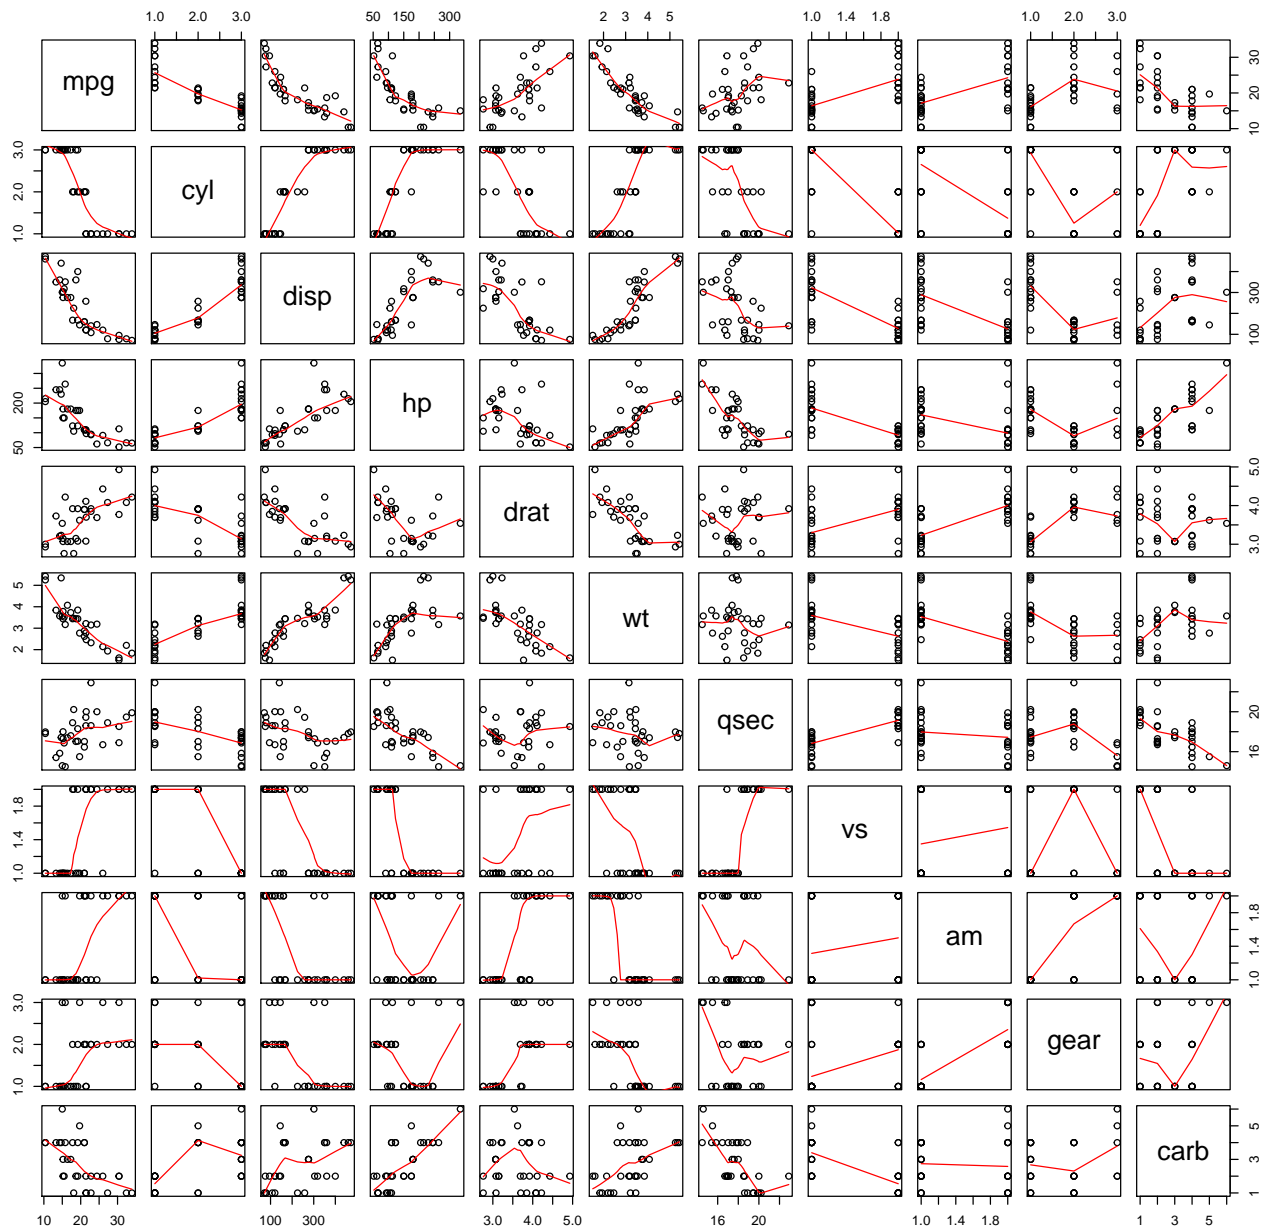 1.0 2.0 3.0 50 150 300 2 3 4 5 1.0 1.4 1.8 1.0 2.0 3.0
mpg 10 20 30
1.0 2.0 3.0 cyl
disp 100 300
50 200 hp
drat 3.0 4.0 5.0
2 3 4 5 wt
qsec 16 20
1.0 1.4 1.8 vs
am 1.0 1.4 1.8
1.0 2.0 3.0 gear
carb 1 3 5
10 20 30 100 300 3.0 4.0 5.0 16 20 1.0 1.4 1.8 1 3 5